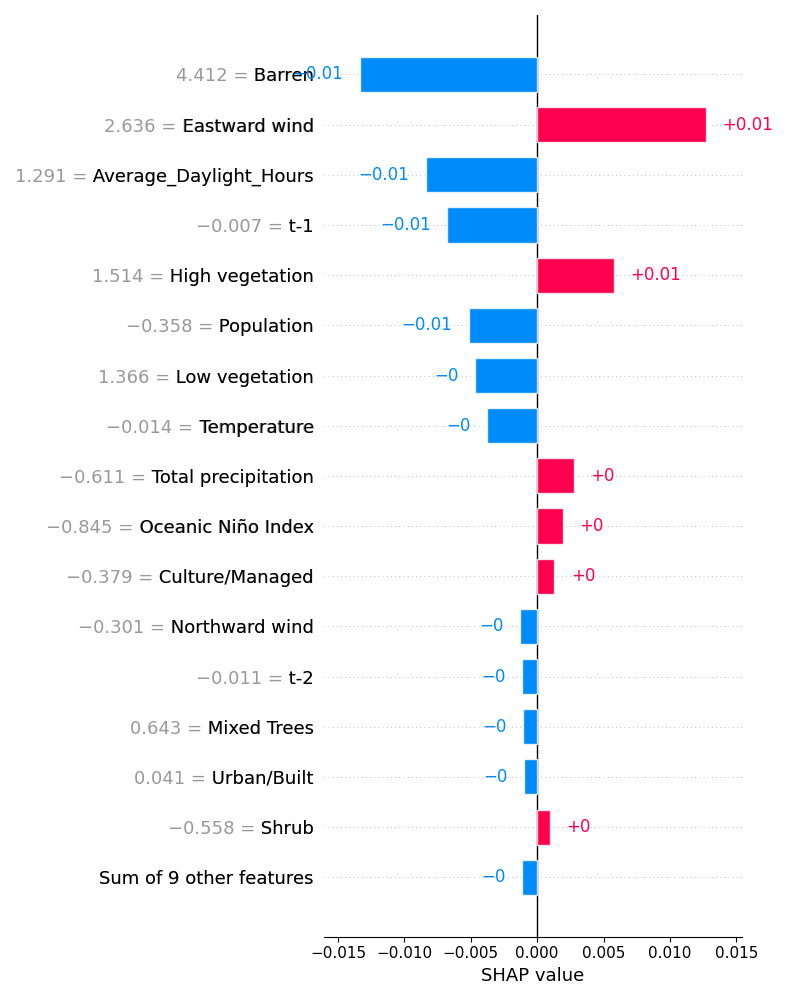 4.412 = Barren −0.01
2.636 = Eastward wind +0.01
1.291 = Average_Daylight_Hours −0.01
−0.007 = t-1 −0.01
1.514 = High vegetation +0.01
−0.358 = Population −0.01
1.366 = Low vegetation −0
−0.014 = Temperature −0
−0.611 = Total precipitation +0
−0.845 = Oceanic Niño Index +0
−0.379 = Culture/Managed +0
−0.301 = Northward wind −0
−0.011 = t-2 −0
0.643 = Mixed Trees −0
0.041 = Urban/Built −0
−0.558 = Shrub +0
Sum of 9 other features −0
−0.015 −0.010 −0.005 0.000 0.005 0.010 0.015
SHAP value